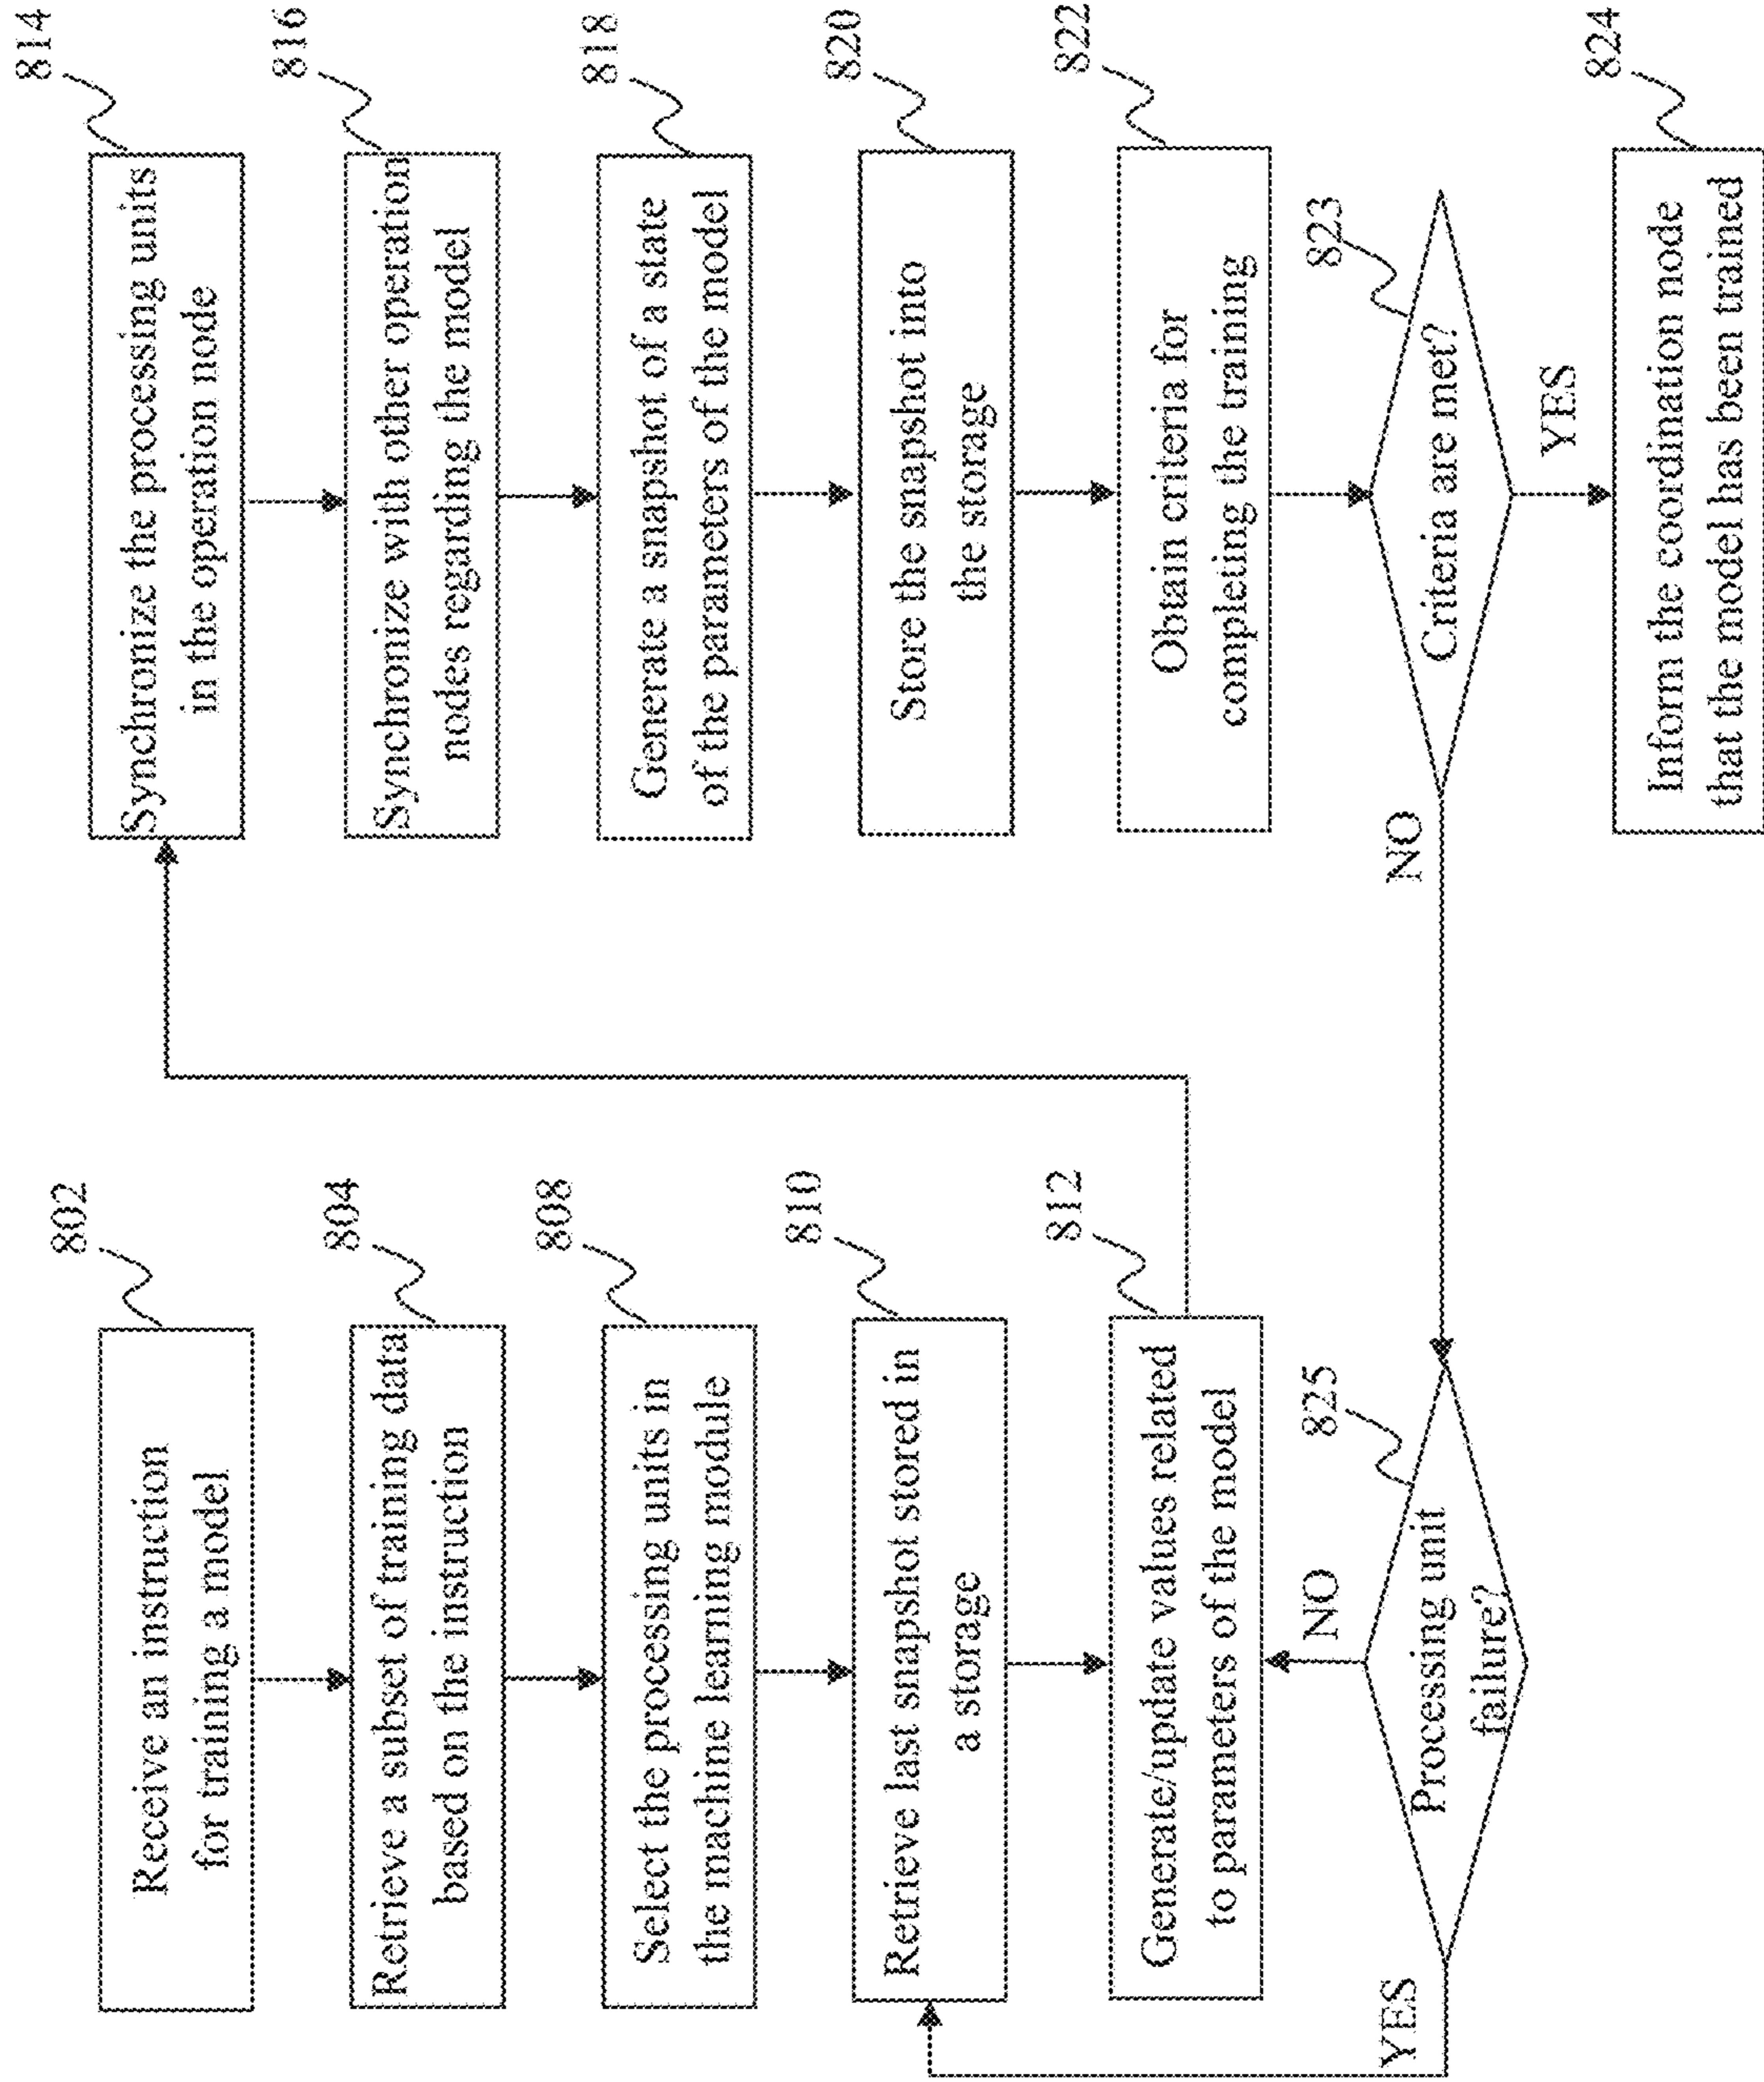 802
Receive an instruction
for training a model
804
Retrieve a subset of training data
based on the instruction
808
Select the processing units in
the machine learning module
810
Retrieve last snapshot stored in
a storage
812
Generate/update values related
to parameters of the model
NO
825
Processing unit
failure?
YES
814
Synchronize the processing units
in the operation node
816
Synchronize with other operation
nodes regarding the model
818
Generate a snapshot of a state
of the parameters of the model
820
Store the snapshot into
the storage
822
Obtain criteria for
completing the training
823
Criteria are met?
NO
YES
824
Inform the coordination node
that the model has been trained